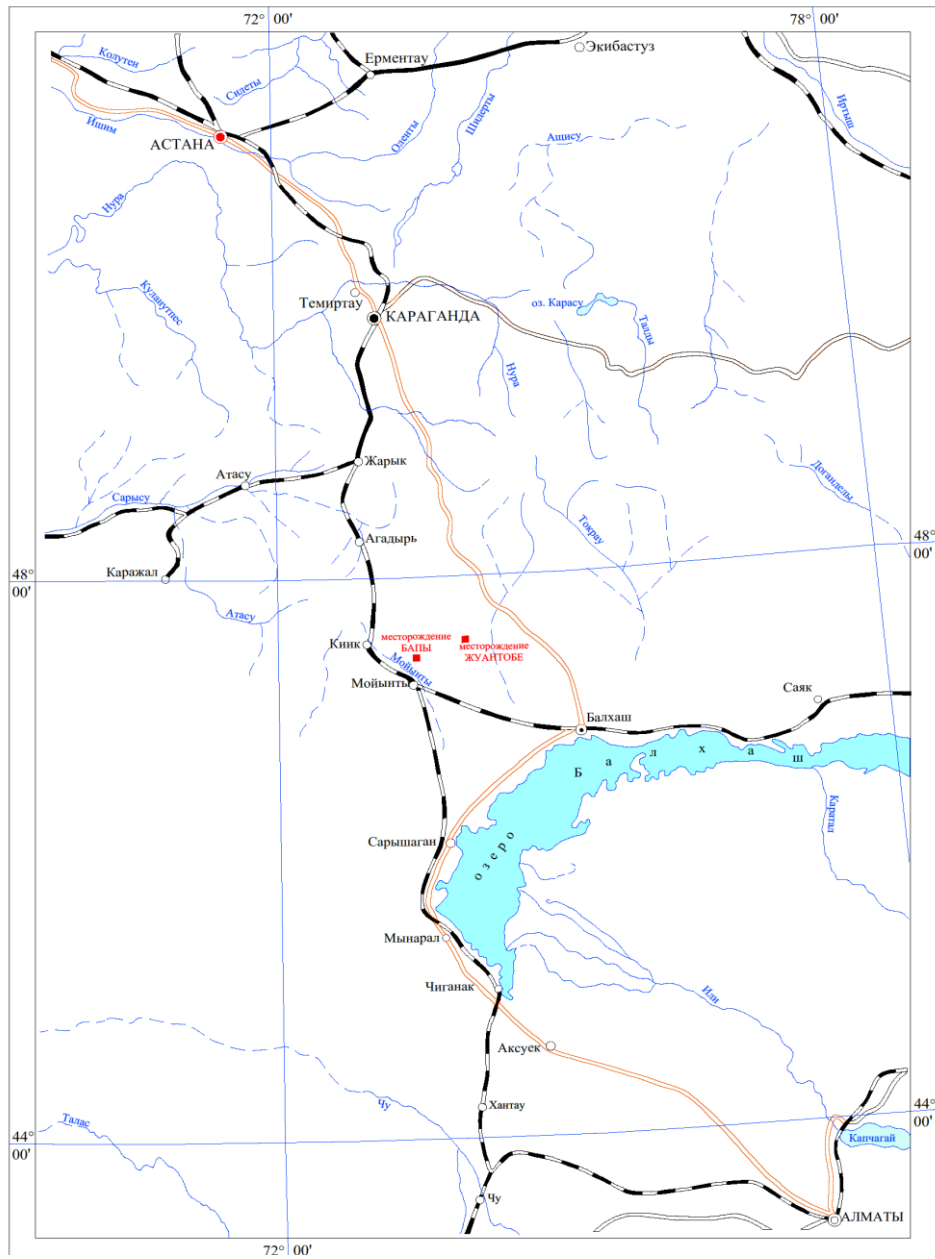 72° 00'
78° 00'
Колутен
Ерментау
Экибастуз
Силеты
Ишим
Шидерты
Оленты
Иртыш
АСТАНА
Ащису
Нура
Куланутпес
Темиртау
КАРАГАНДА
оз. Карасу
Талды
Нура
Жарык
Атасу
Сарысу
Доганделы
Токрау
Агадырь
48°
00'
Каражал
48°
00'
Атасу
месторождение
БАПЫ
месторождение
ЖУАНТОБЕ
Киик
Мойынты
Мойынты
Саяк
Балхаш
озеро Балхаш
Каратал
Сарышаган
Мынарал
Чиганак
Или
Аксуек
Хантау
Чу
Талас
44°
00'
44°
00'
Капчагай
Чу
АЛМАТЫ
72° 00'